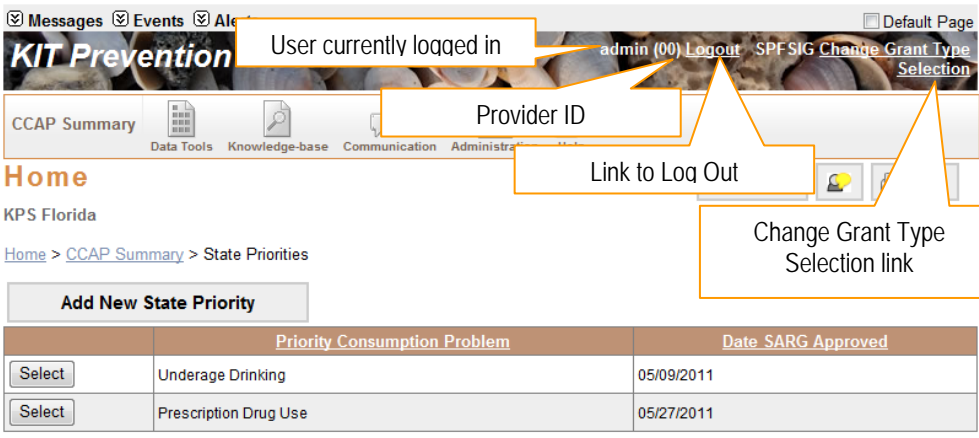 Messages Events
Default Page
KIT Prevention
User currently logged in
admin (00) Logout SPFSIG Change Grant Type
Selection
Provider ID
CCAP Summary
Data Tools Knowledge-base Communication
Link to Log Out
Home
Change Grant Type
Selection link
KPS Florida
Home > CCAP Summary > State Priorities
Add New State Priority
Priority Consumption Problem Date SARG Approved
Select Underage Drinking 05/09/2011
Select Prescription Drug Use 05/27/2011